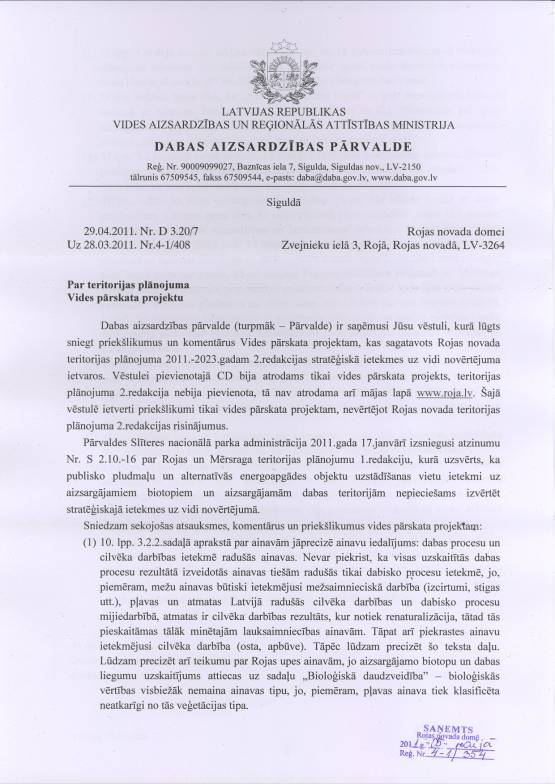 LATVIJAS REPUBLIKAS
VIDES AIZSARDZĪBAS UN REĢIONĀLĀS ATTĪSTĪBAS MINISTRIJA
DABAS AIZSARDZĪBAS PĀRVALDE
Reģ. Nr. 90009099027, Baznīcas iela 7, Sigulda, Siguldas nov., LV-2150
tālrunis 67509545, fakss 67509544, e-pasts: daba@daba.gov.lv, www.daba.gov.lv
Siguldā
29.04.2011. Nr. D 3.20/7
Uz 28.03.2011. Nr.4-1/408
Rojas novada domei
Zvejnieku ielā 3, Rojā, Rojas novadā, LV-3264
Par teritorijas plānojuma
Vides pārskata projektu
Dabas aizsardzības pārvalde (turpmāk – Pārvalde) ir saņēmusi Jūsu vēstuli, kurā lūgts
sniegt priekšlikumus un komentārus Vides pārskata projektam, kas sagatavots Rojas novada
teritorijas plānojuma 2011.-2023.gadam 2.redakcijas stratēģiskā ietekmes uz vidi novērtējuma
ietvaros. Vēstulei pievienotajā CD bija atrodams tikai vides pārskata projekts, teritorijas
plānojuma 2.redakcija nebija pievienota, tā nav atrodama arī mājas lapā www.roja.lv. Šajā
vēstulē ietverti priekšlikumi tikai vides pārskata projektam, nevērtējot Rojas novada teritorijas
plānojuma 2.redakcijas risinājumus.
Pārvaldes Slīteres nacionālā parka administrācija 2011.gada 17.janvārī izsniegusi atzinumu
Nr. S 2.10.-16 par Rojas un Mērsraga teritorijas plānojumu 1.redakciju, kurā uzsvērts, ka
publisko pludmaļu un alternatīvās energoapgādes objektu uzstādīšanas vietu ietekmi uz
aizsargājamiem biotopiem un aizsargājamām dabas teritorijām nepieciešams izvērtēt
stratēģiskajā ietekmes uz vidi novērtējumā.
Sniedzam sekojošas atsauksmes, komentārus un priekšlikumus vides pārskata projektam:
(1) 10. lpp. 3.2.2.sadaļā aprakstā par ainavām jāprecizē ainavu iedalījums: dabas procesu un
cilvēka darbības ietekmē radušās ainavas. Nevar piekrist, ka visas uzskaitītās dabas
procesu rezultātā izveidotās ainavas tiešām radušās tikai dabisko procesu ietekmē, jo,
piemēram, mežu ainavas būtiski ietekmējusi mežsaimnieciskā darbība (izcirtumi, stigas
utt.), pļavas un atmatas Latvijā radušās cilvēka darbības un dabisko procesu
mijiedarbībā, atmatas ir cilvēka darbības rezultāts, kur notiek renaturalizācija, tātad tās
pieskaitāmas tālāk minētajām lauksaimniecības ainavām. Tāpat arī piekrastes ainavu
ietekmējusi cilvēka darbība (osta, apbūve). Tāpēc lūdzam precizēt šo teksta daļu.
Lūdzam precizēt arī teikumu par Rojas upes ainavām, jo aizsargājamo biotopu un dabas
liegumu uzskaitījums attiecas uz sadaļu „Bioloģiskā daudzveidība” – bioloģiskās
vērtības visbiežāk nemaina ainavas tipu, jo, piemēram, pļavas ainava tiek klasificēta
neatkarīgi no tās veģetācijas tipa.
SAŅEMTS
Rojas novada domē
2011.g. maija
Reģ. Nr. 4-1/354